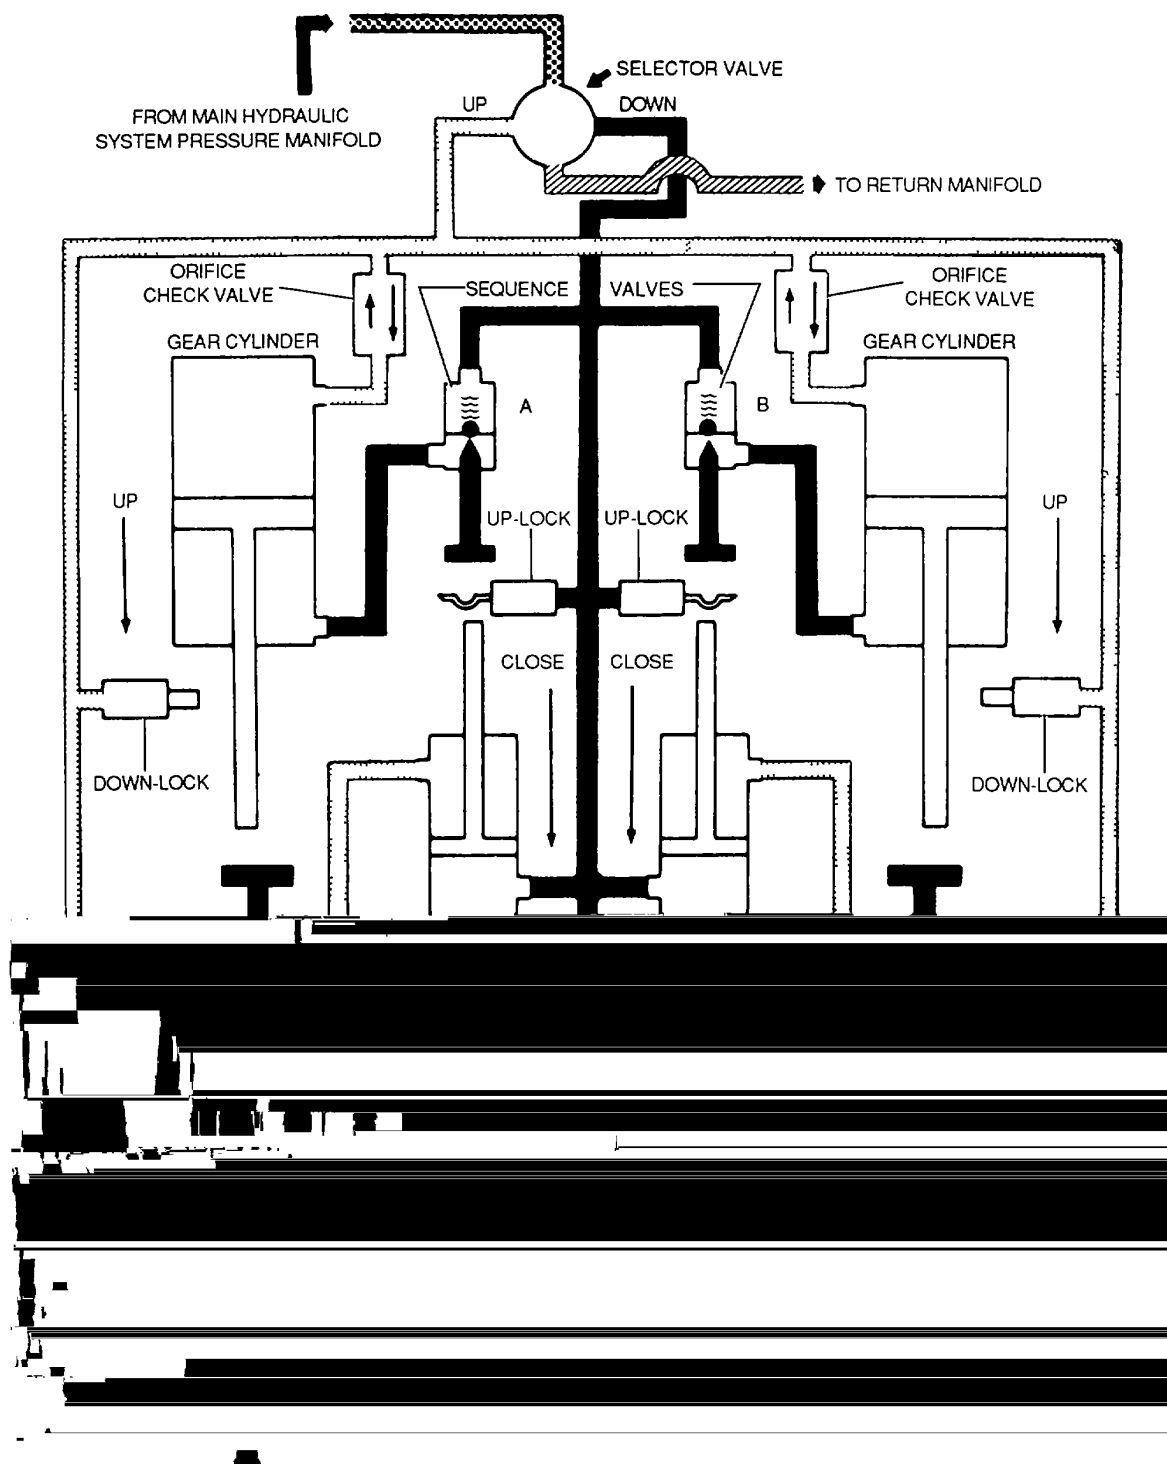 SELECTOR VALVE
UP
DOWN
FROM MAIN HYDRAULIC
SYSTEM PRESSURE MANIFOLD
TO RETURN MANIFOLD
ORIFICE
CHECK VALVE
SEQUENCE VALVES
ORIFICE
CHECK VALVE
GEAR CYLINDER
GEAR CYLINDER
A
B
UP
UP-LOCK
UP-LOCK
UP
CLOSE
CLOSE
DOWN-LOCK
DOWN-LOCK